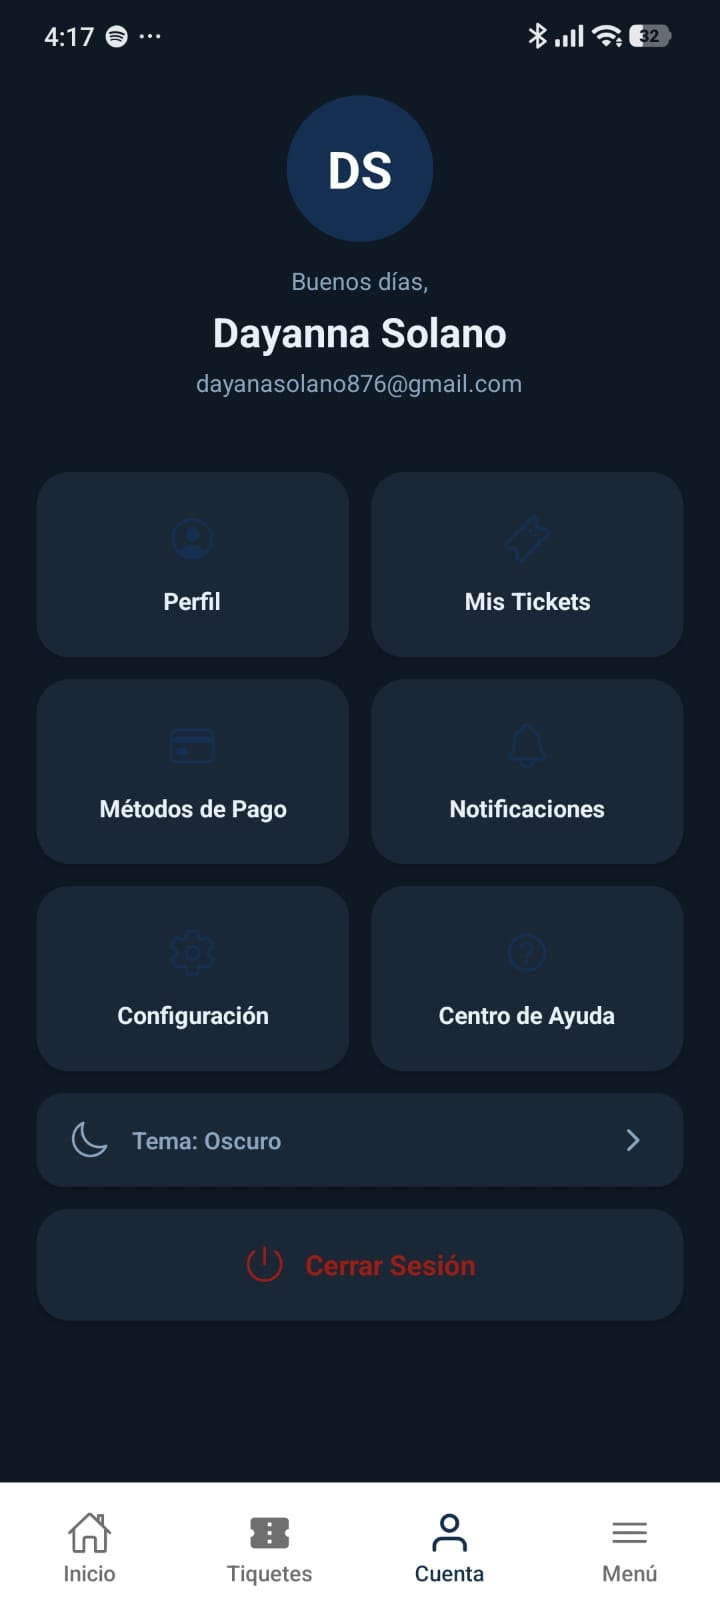 4:17 ...
32
DS
Buenos días,
Dayanna Solano
dayanasolano876@gmail.com
Perfil
Mis Tickets
Métodos de Pago
Notificaciones
Configuración
Centro de Ayuda
Tema: Oscuro
Cerrar Sesión
Inicio
Tiquetes
Cuenta
Menú